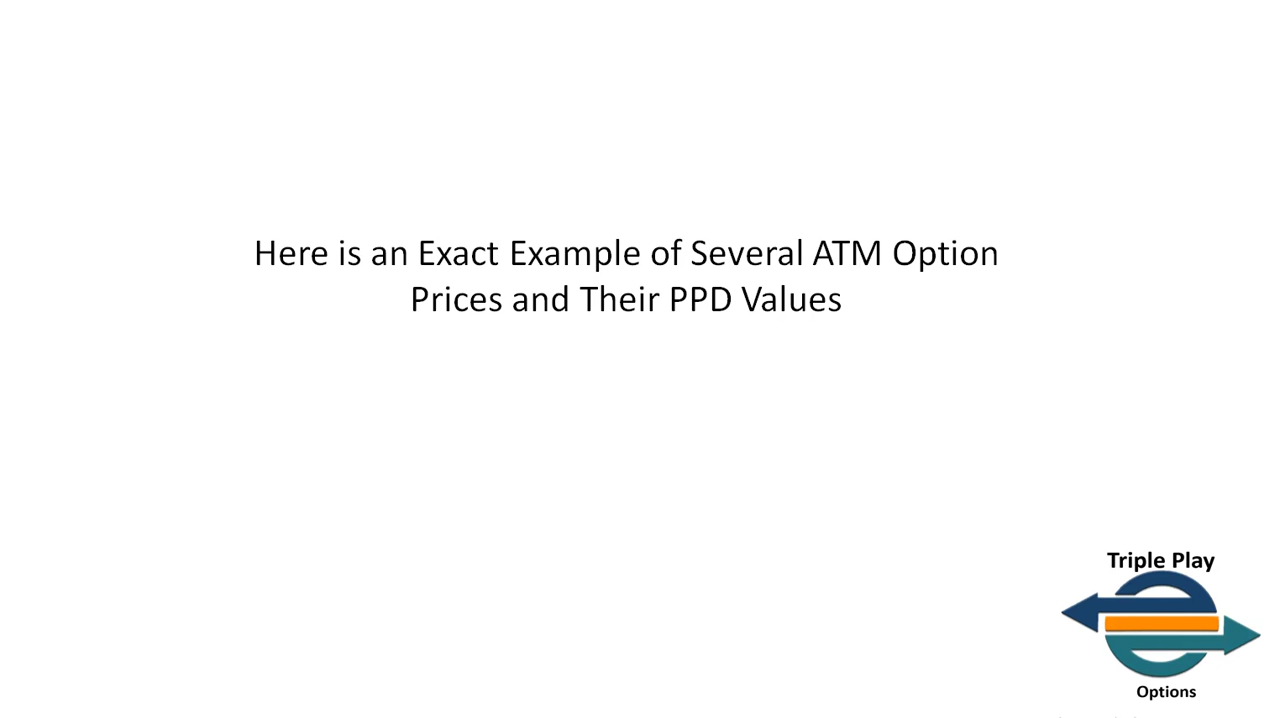 Here is an Exact Example of Several ATM Option
Prices and Their PPD Values
Triple Play
Options